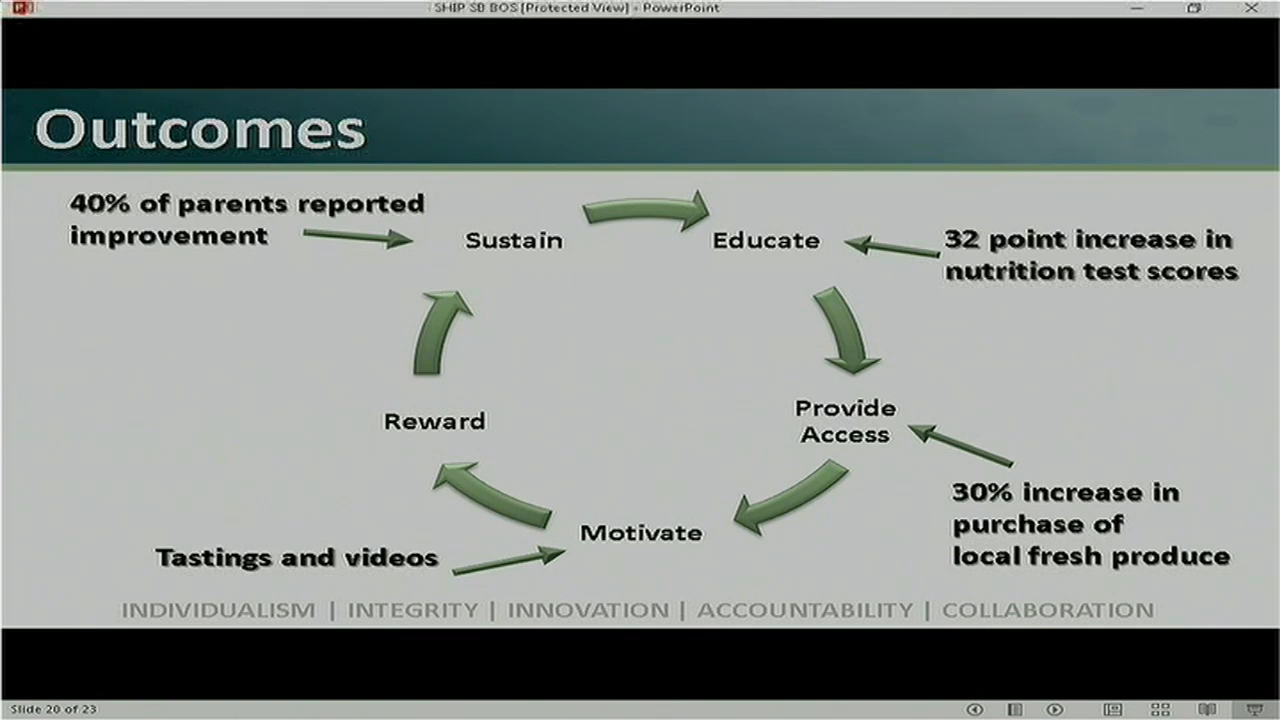 SHIP SB BOS [Protected View] - PowerPoint
Outcomes
40% of parents reported
improvement
Sustain
Educate
32 point increase in
nutrition test scores
Reward
Provide
Access
30% increase in
purchase of
local fresh produce
Motivate
Tastings and videos
INDIVIDUALISM | INTEGRITY | INNOVATION | ACCOUNTABILITY | COLLABORATION
Slide 20 of 23